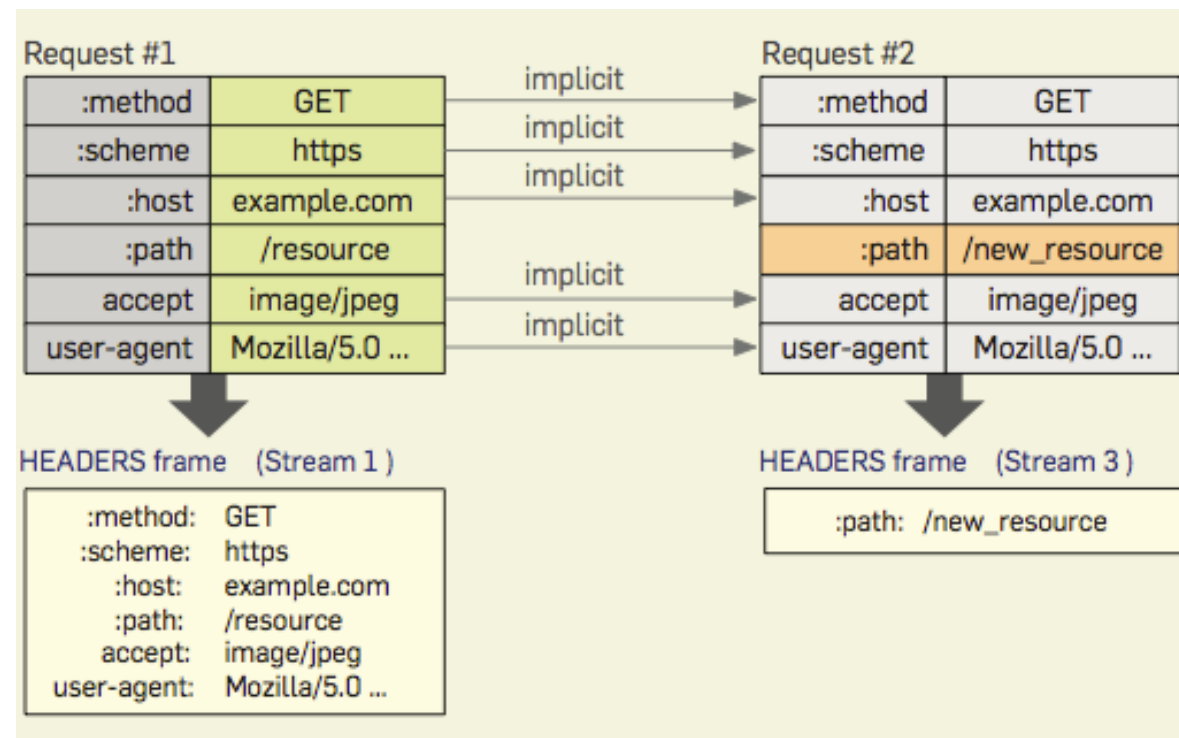 Request #1
:method GET
:scheme https
:host example.com
:path /resource
accept image/jpeg
user-agent Mozilla/5.0 ...
implicit
implicit
implicit
implicit
implicit
Request #2
:method GET
:scheme https
:host example.com
:path /new_resource
accept image/jpeg
user-agent Mozilla/5.0 ...
HEADERS frame (Stream 1 )
:method: GET
:scheme: https
:host: example.com
:path: /resource
accept: image/jpeg
user-agent: Mozilla/5.0 ...
HEADERS frame (Stream 3 )
:path: /new_resource